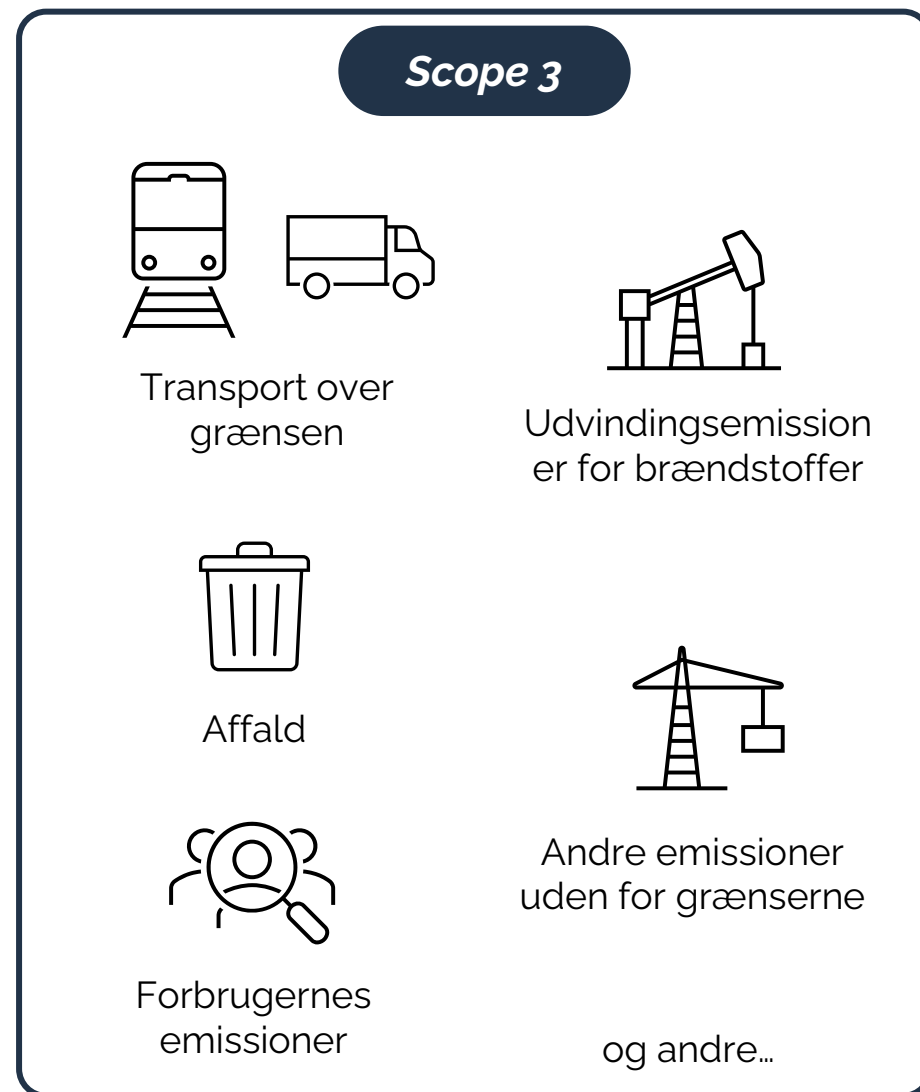 Scope 3
Transport over
grænsen
Udvindingsemission
er for brændstoffer
Affald
Andre emissioner
uden for grænserne
Forbrugernes
emissioner
og andre...